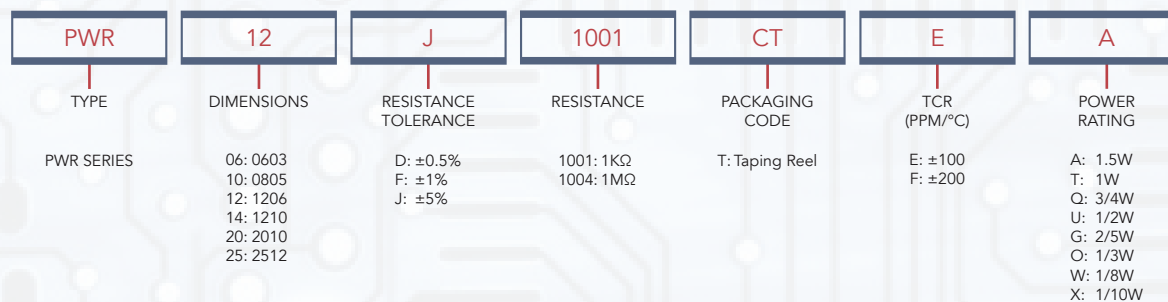 PWR
12
J
1001
CT
E
A
TYPE
DIMENSIONS
RESISTANCE
TOLERANCE
RESISTANCE
PACKAGING
CODE
TCR
(PPM/°C)
POWER
RATING
PWR SERIES
06: 0603
10: 0805
12: 1206
14: 1210
20: 2010
25: 2512
D: ±0.5%
F: ±1%
J: ±5%
1001: 1KΩ
1004: 1MΩ
T: Taping Reel
E: ±100
F: ±200
A: 1.5W
T: 1W
Q: 3/4W
U: 1/2W
G: 2/5W
O: 1/3W
W: 1/8W
X: 1/10W